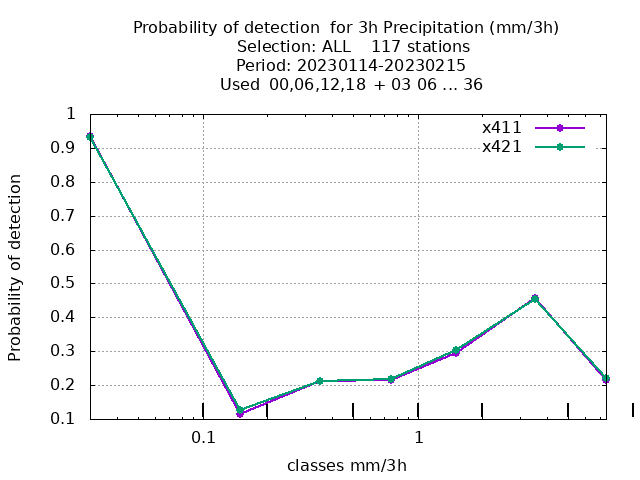 Probability of detection  for 3h Precipitation (mm/3h)
Selection: ALL    117 stations
Period: 20230114-20230215
Used  00,06,12,18  + 03 06 ... 36
x411
x421
1
0.9
0.8
0.7
0.6
0.5
0.4
0.3
0.2
0.1
Probability of detection
0.1
1
classes mm/3h